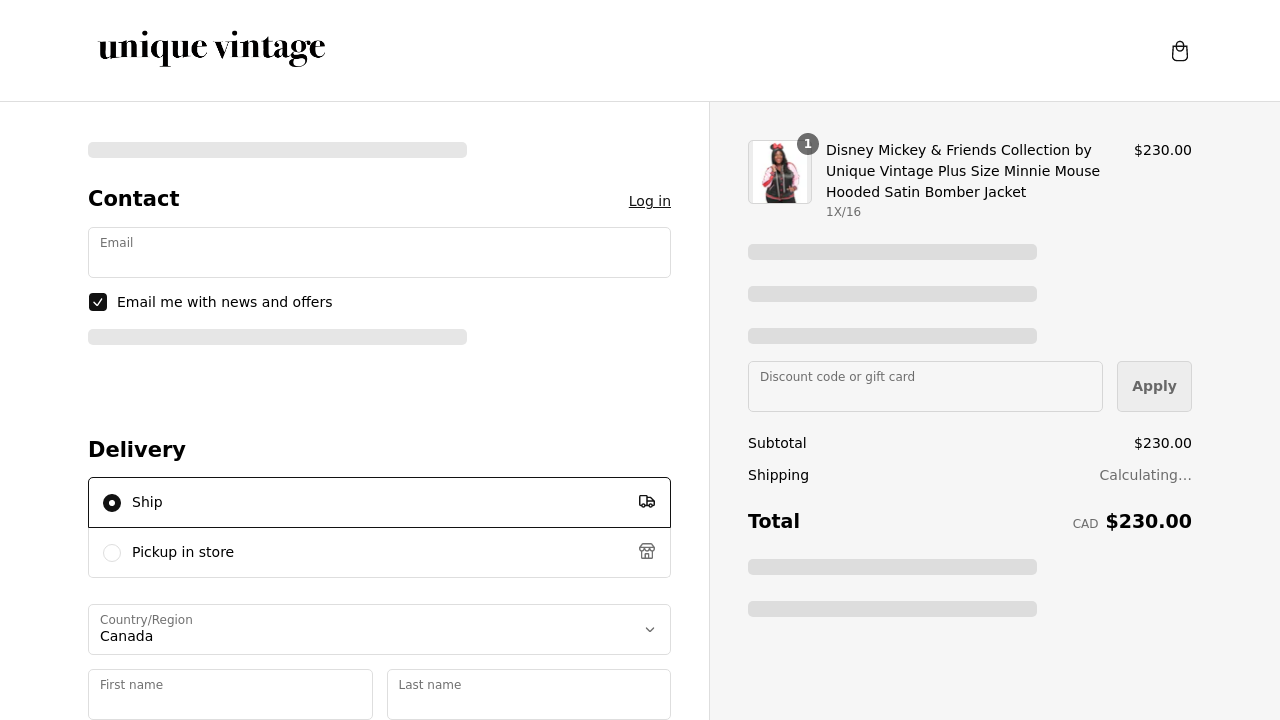 unique vintage
Contact
Log in
Email
Email me with news and offers
Delivery
Ship
Pickup in store
Country/Region
Canada
First name
Last name
1
Disney Mickey & Friends Collection by
Unique Vintage Plus Size Minnie Mouse
Hooded Satin Bomber Jacket
1X/16
$230.00
Discount code or gift card
Apply
Subtotal
$230.00
Shipping
Calculating…
Total
CAD $230.00